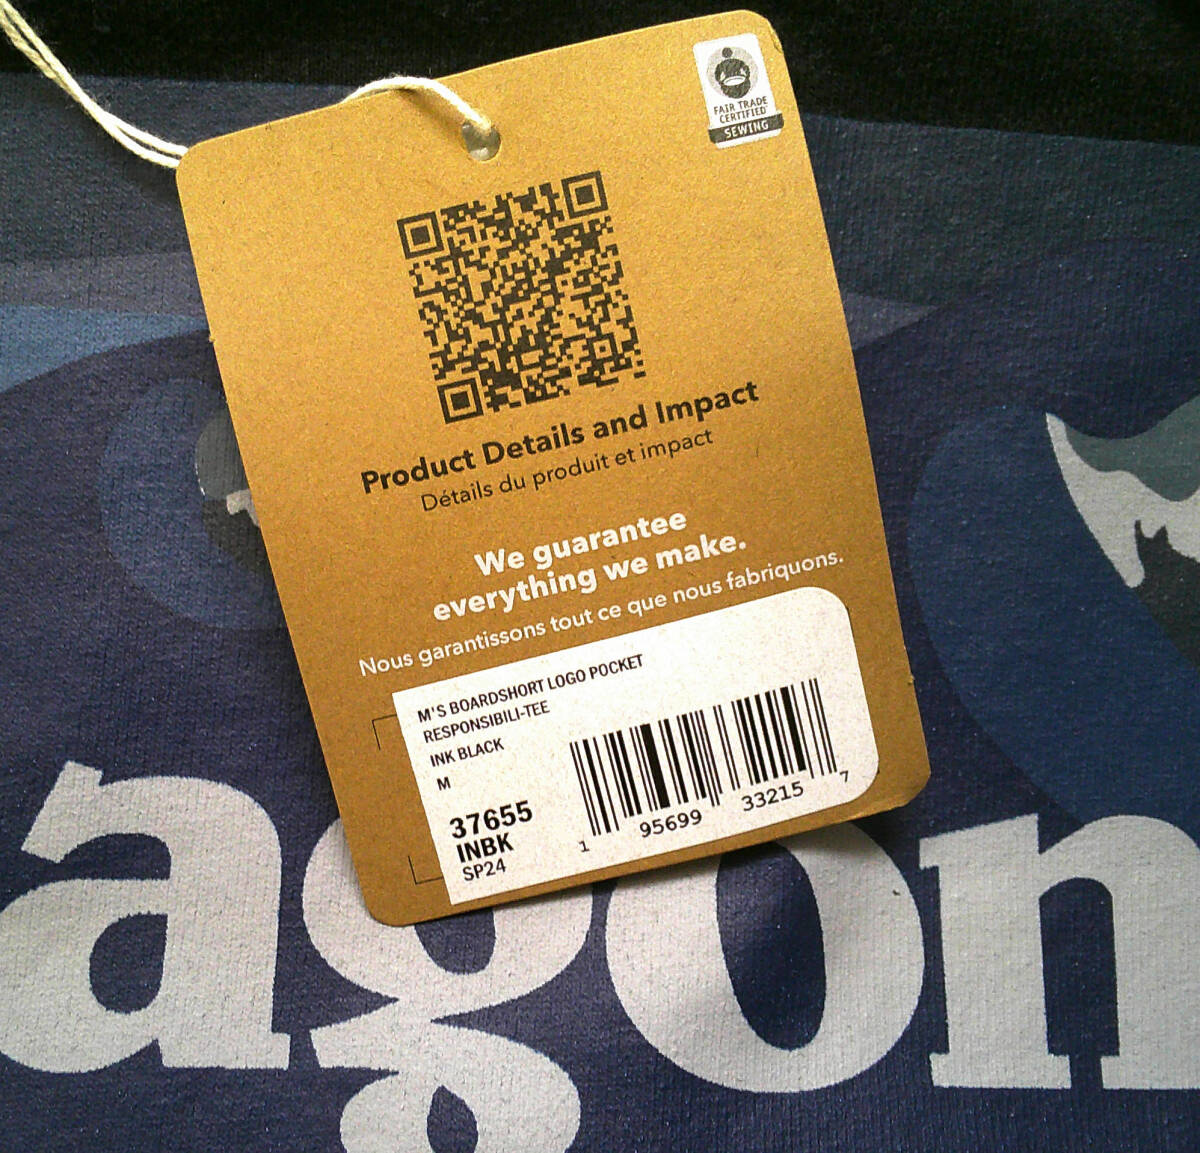 FAIR TRADE
CERTIFIED
SEWING
Product Details and Impact
Détails du produit et impact
We guarantee
everything we make.
Nous garantissons tout ce que nous fabriquons.
M'S BOARDSHORT LOGO POCKET
RESPONSIBILI-TEE
INK BLACK
M
37655
INBK
SP24
1 95699 33215 7
agon